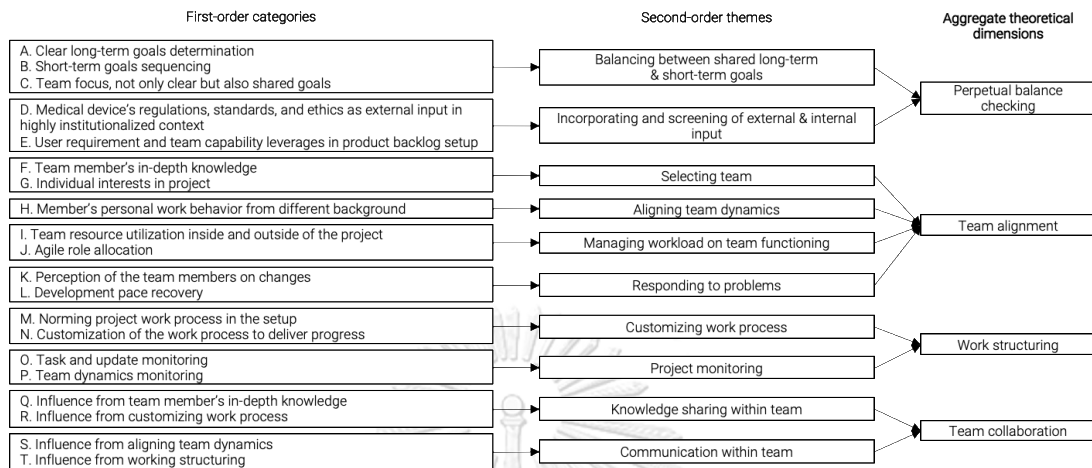 First-order categories
Second-order themes
Aggregate theoretical
dimensions
A. Clear long-term goals determination
B. Short-term goals sequencing
C. Team focus, not only clear but also shared goals
Balancing between shared long-term
& short-term goals
Perpetual balance
checking
D. Medical device's regulations, standards, and ethics as external input in
highly institutionalized context
E. User requirement and team capability leverages in product backlog setup
Incorporating and screening of external & internal
input
F. Team member's in-depth knowledge
G. Individual interests in project
Selecting team
H. Member's personal work behavior from different background
Aligning team dynamics
Team alignment
I. Team resource utilization inside and outside of the project
J. Agile role allocation
Managing workload on team functioning
K. Perception of the team members on changes
L. Development pace recovery
Responding to problems
M. Norming project work process in the setup
N. Customization of the work process to deliver progress
Customizing work process
Work structuring
O. Task and update monitoring
P. Team dynamics monitoring
Project monitoring
Q. Influence from team member's in-depth knowledge
R. Influence from customizing work process
Knowledge sharing within team
Team collaboration
S. Influence from aligning team dynamics
T. Influence from working structuring
Communication within team